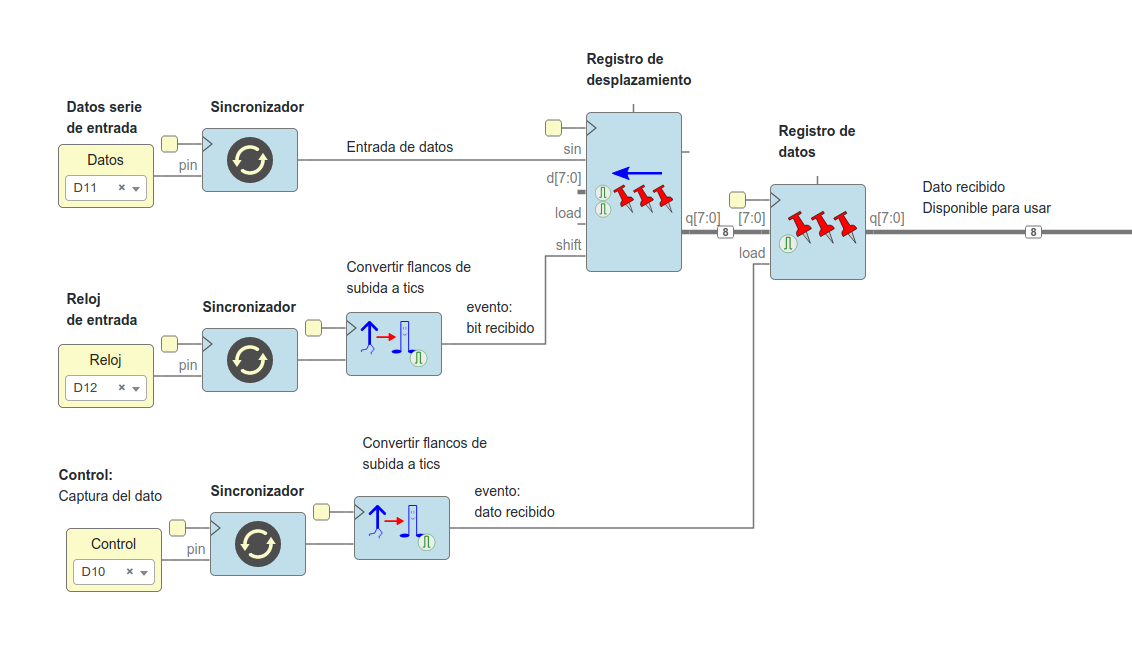 Registro de
desplazamiento
Datos serie
de entrada
Sincronizador
Datos
D11 × ▾
pin
Entrada de datos
sin
d[7:0]
load
shift
q[7:0]
8
Registro de
datos
[7:0]
load
q[7:0]
Dato recibido
Disponible para usar
8
Reloj
de entrada
Sincronizador
Reloj
D12 × ▾
pin
Convertir flancos de
subida a tics
evento:
bit recibido
Control:
Captura del dato
Sincronizador
Control
D10 × ▾
pin
Convertir flancos de
subida a tics
evento:
dato recibido